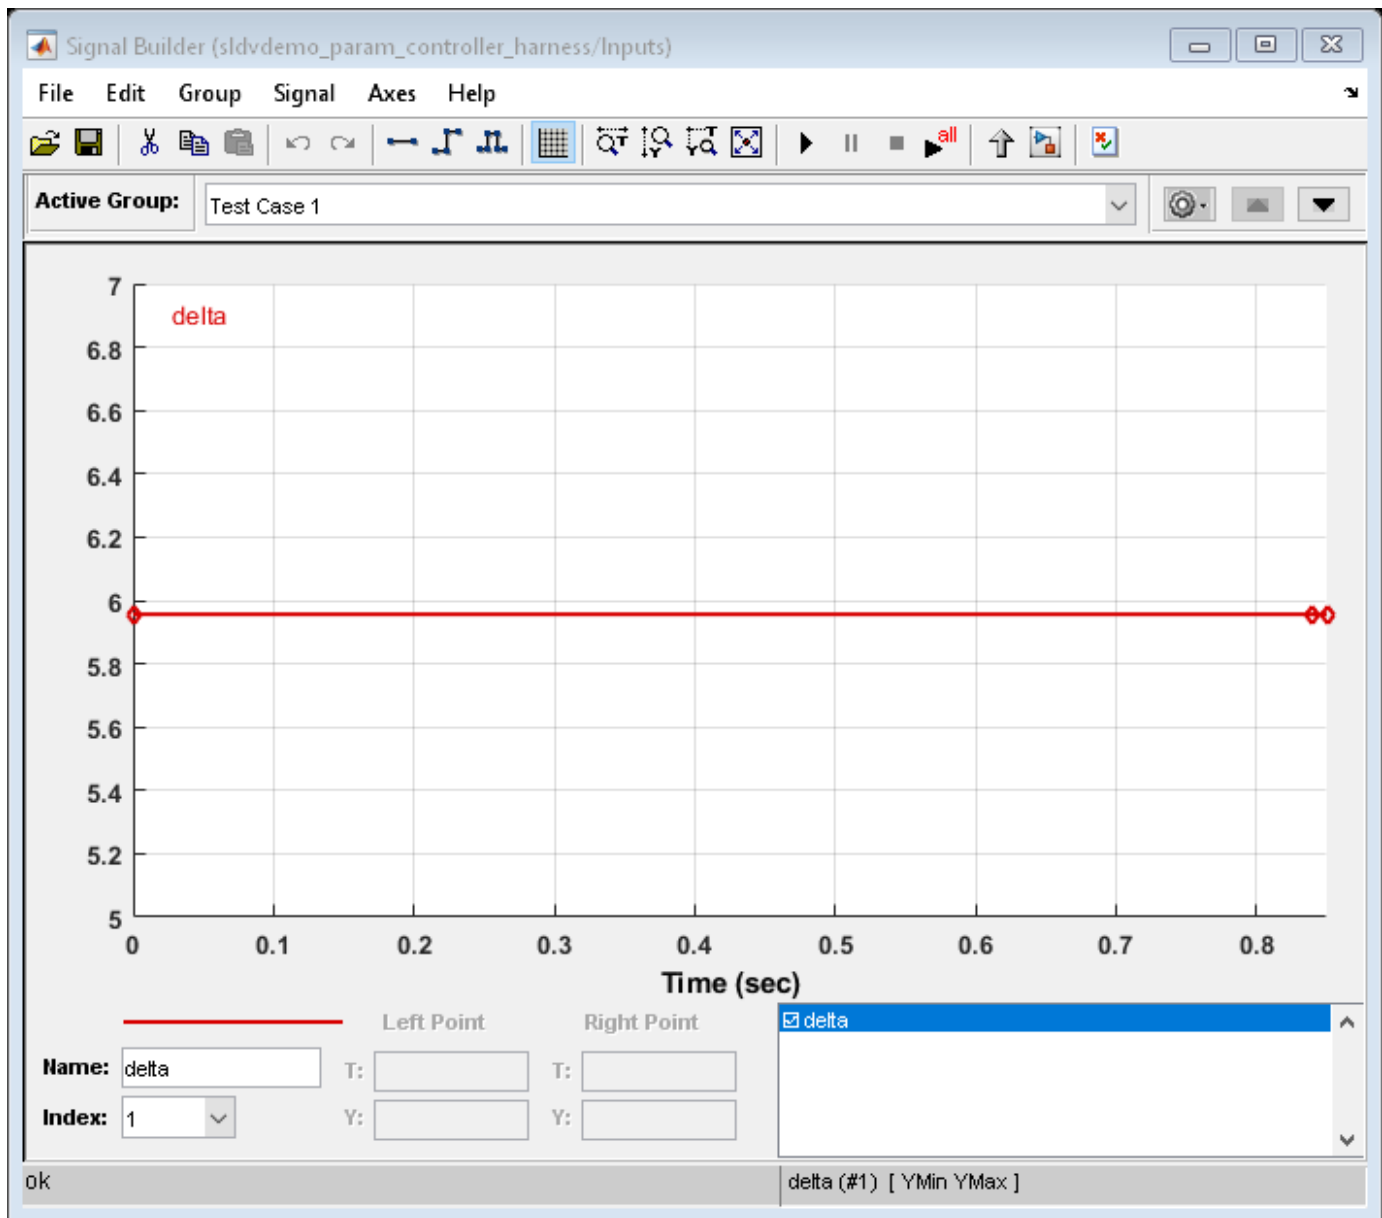 Signal Builder (sldvdemo_param_controller_harness/Inputs)
File Edit Group Signal Axes Help
all
Active Group: Test Case 1
7
delta
6.8
6.6
6.4
6.2
6
5.8
5.6
5.4
5.2
5
0 0.1 0.2 0.3 0.4 0.5 0.6 0.7 0.8
Time (sec)
Left Point Right Point delta
Name: delta T: T:
Index: 1 Y: Y:
ok delta (#1) [ YMin YMax ]